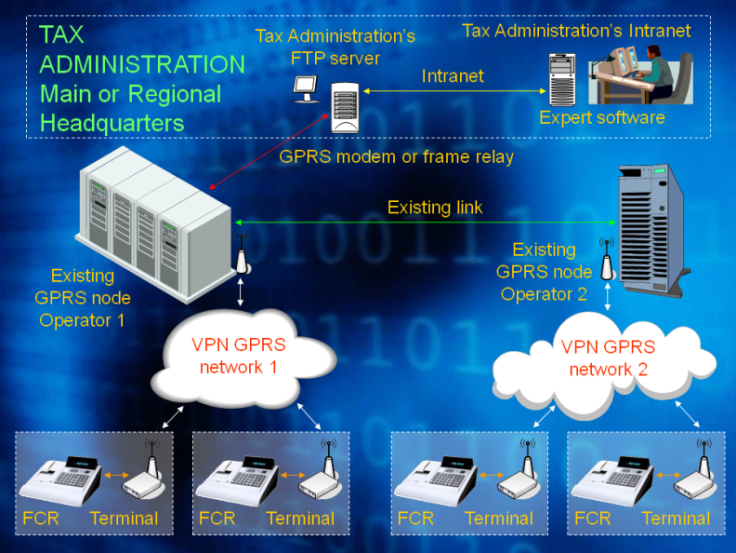 TAX
ADMINISTRATION
Main or Regional
Headquarters
Tax Administration's
FTP server
Tax Administration's Intranet
Intranet
Expert software
GPRS modem or frame relay
Existing link
Existing
GPRS node
Operator 1
Existing
GPRS node
Operator 2
VPN GPRS
network 1
VPN GPRS
network 2
FCR Terminal
FCR Terminal
FCR Terminal
FCR Terminal